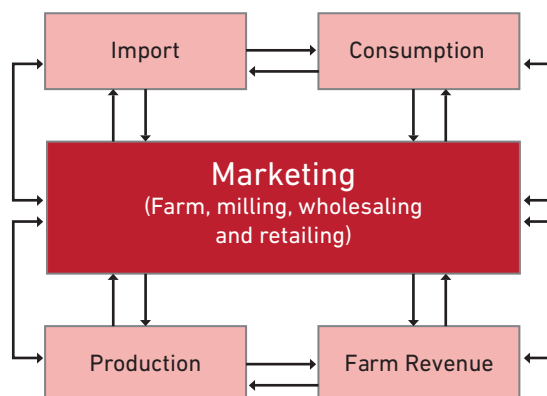 Import
Consumption
Marketing
(Farm, milling, wholesaling
and retailing)
Production
Farm Revenue